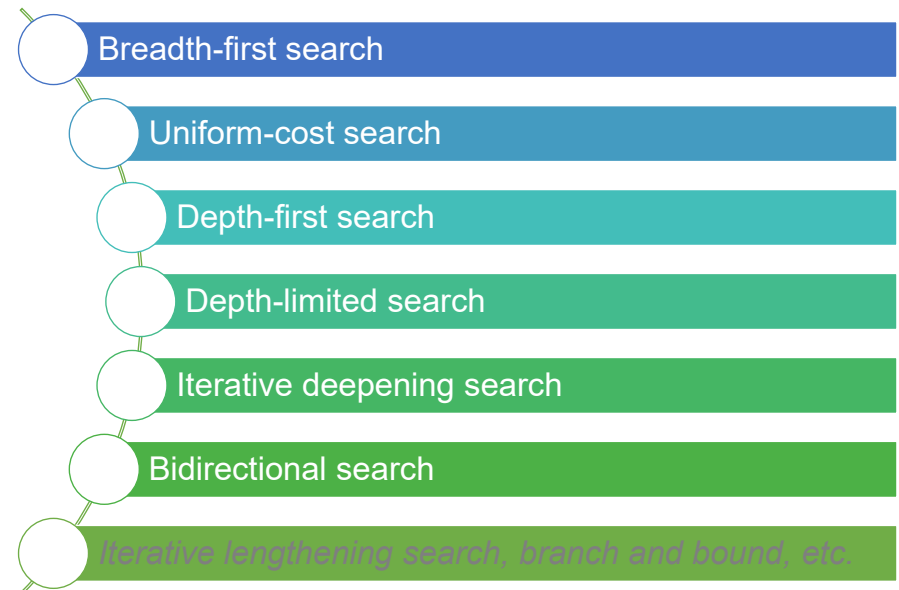 Breadth-first search
Uniform-cost search
Depth-first search
Depth-limited search
Iterative deepening search
Bidirectional search
Iterative lengthening search, branch and bound, etc.